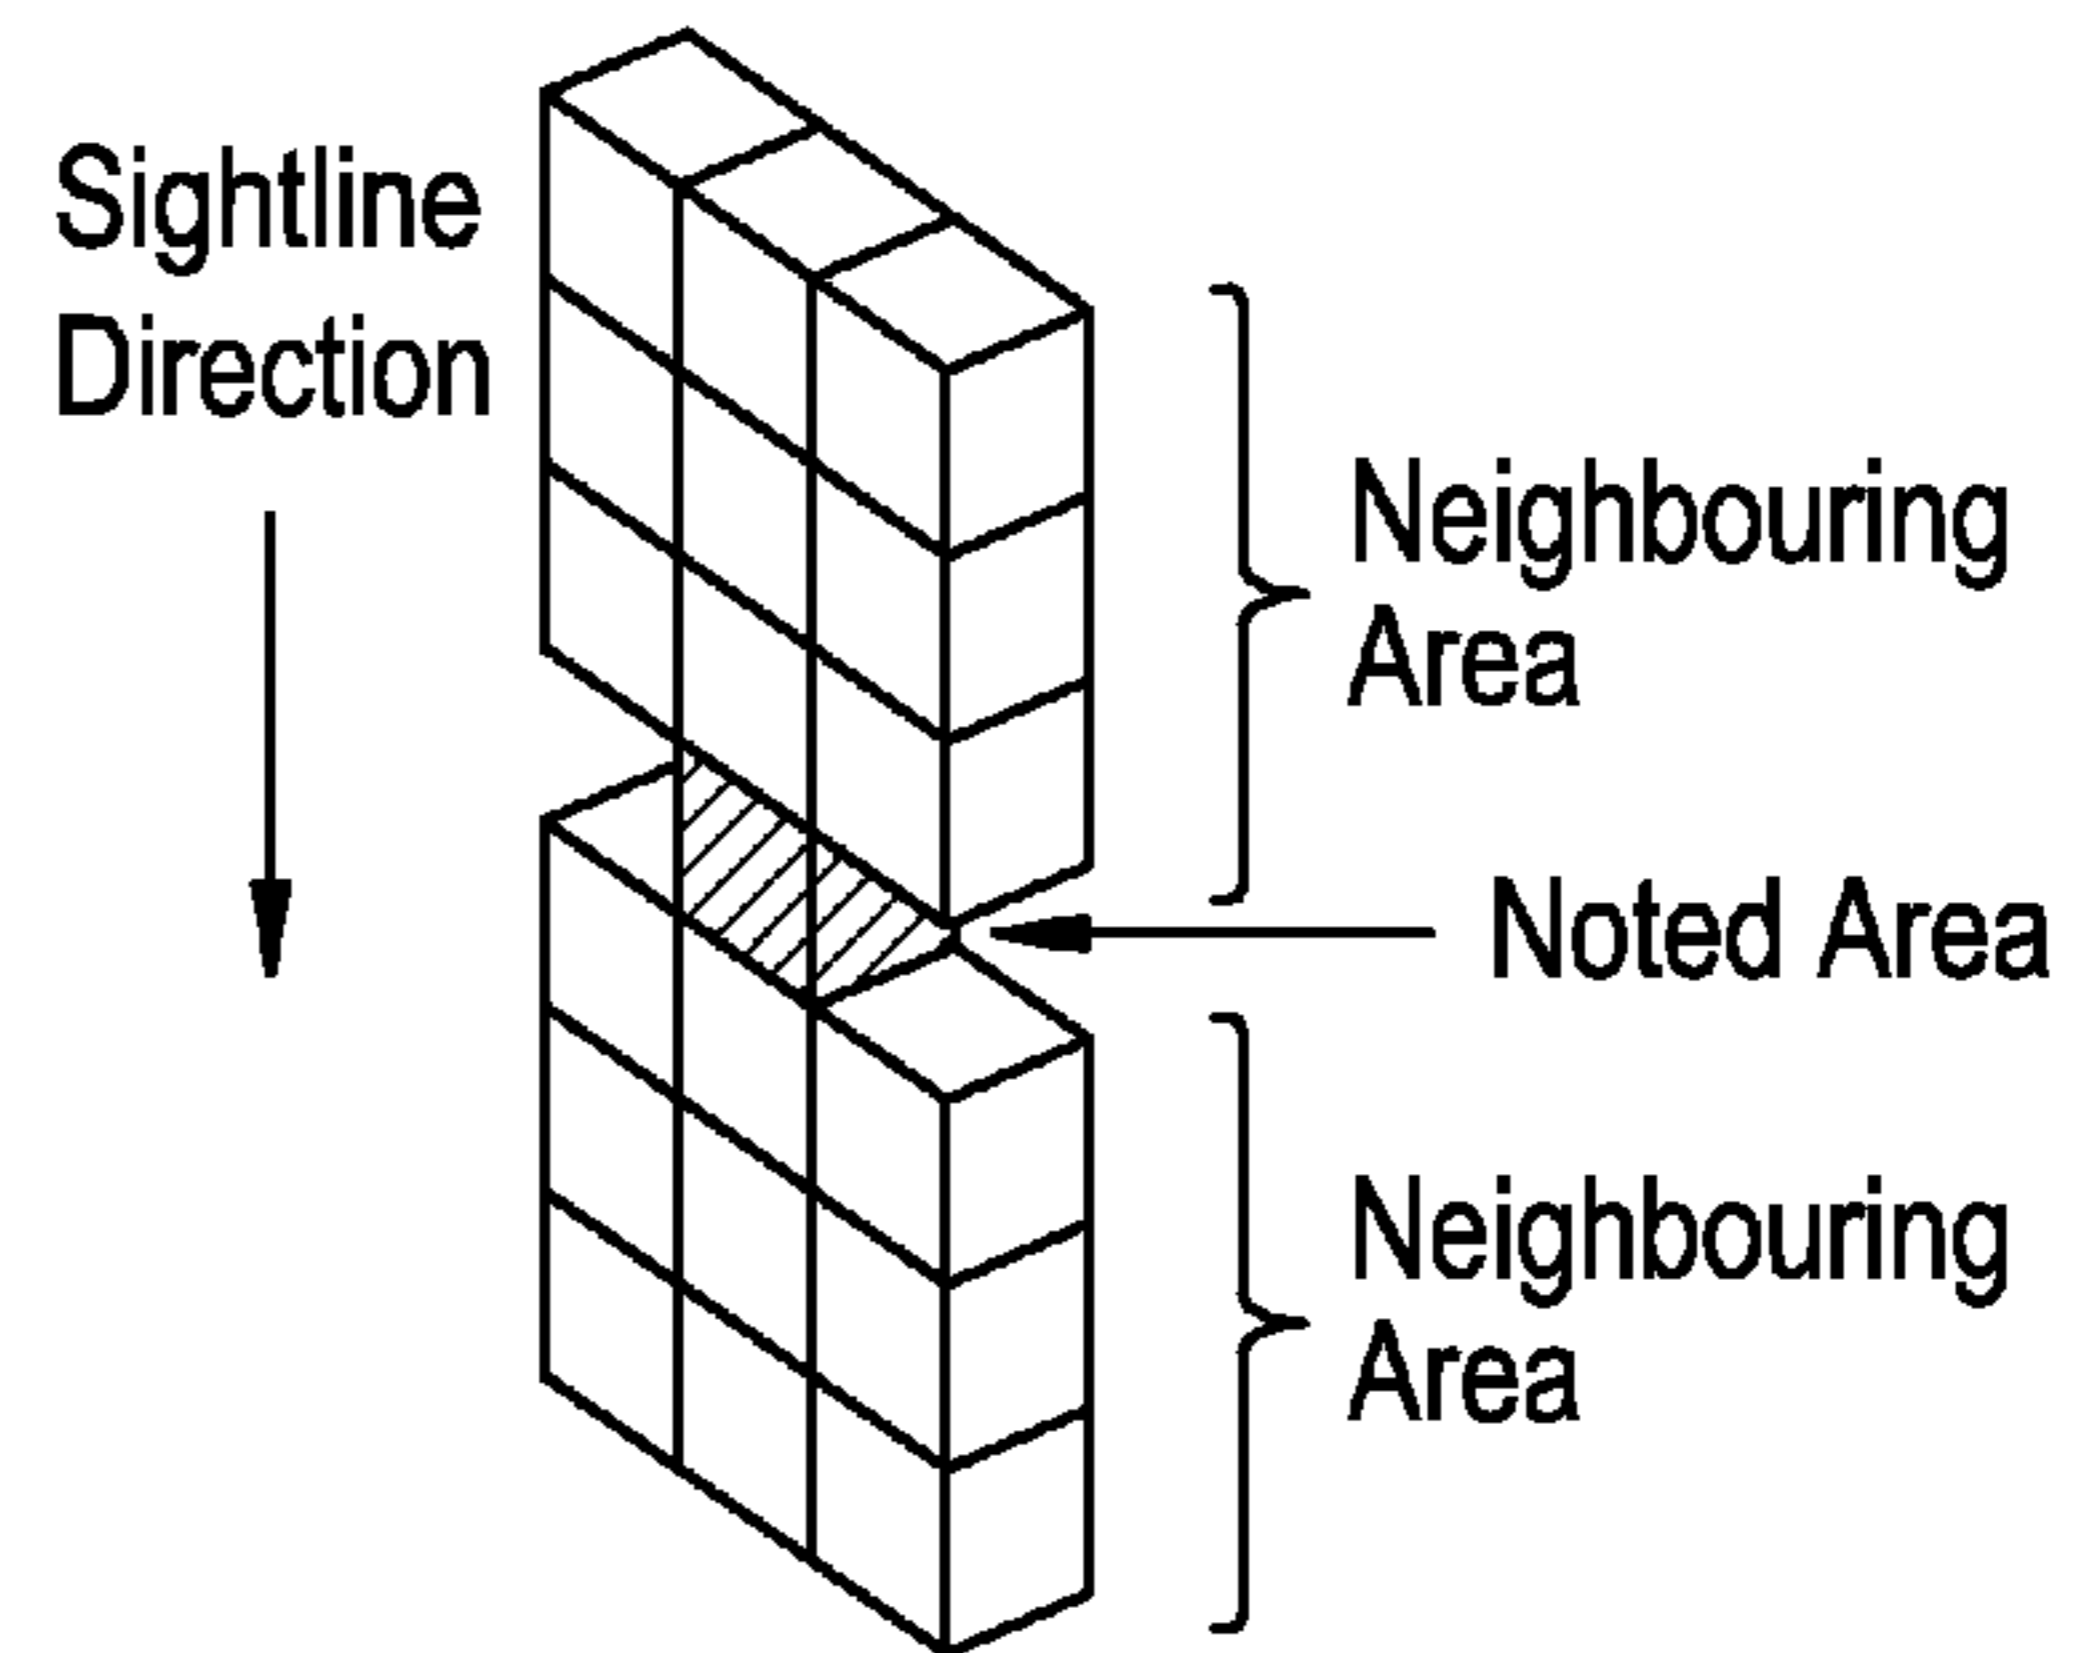 Sightline
Direction
Neighbouring
Area
Noted Area
Neighbouring
Area